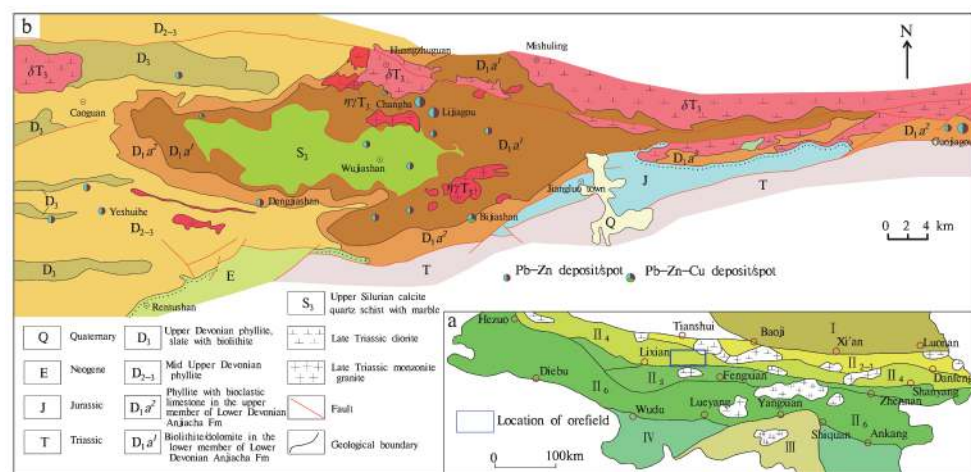 b
D₂₋₃
D₃
δT₃
Huangzhuguan
δT₃
Mishuling
D₁a¹
N
ηγT₃
Changba
Lijiagou
δT₃
Caoguan
D₃
D₁a²
D₁a¹
S₃
Wujiashan
D₁a¹
D₁a²
D₁a²
Guojiagou
ηγT₃
Jiangluo town
J
T
D₃
Yeshuihe
Dengjiashan
D₂₋₃
D₁a²
Bijiashan
Q
0 2 4 km
D₃
E
T
Rentushan
Pb–Zn deposit/spot
Pb–Zn–Cu deposit/spot
Q Quaternary
E Neogene
J Jurassic
T Triassic
D₃ Upper Devonian phyllite,
slate with biolithite
D₂₋₃ Mid Upper Devonian
phyllite
D₁a² Phyllite with bioclastic
limestone in the upper
member of Lower Devonian
Anjiacha Fm
D₁a¹ Biolithite/dolomite in the
lower member of Lower
Devonian Anjiacha Fm
S₃ Upper Silurian calcite
quartz schist with marble
Late Triassic diorite
Late Triassic monzonite
granite
Fault
Geological boundary
a
Hezuo
Tianshui
Baoji
I
Xi'an
Luonan
II₄
Lixian
II₂₋₃
Diebu
II₅
Fengxian
II₄
Danfeng
Shanyang
II₆
Zhennan
Wudu
Lueyang
Yangxian
II₆
Location of orefield
IV
III
Shiquan
Ankang
0 100km